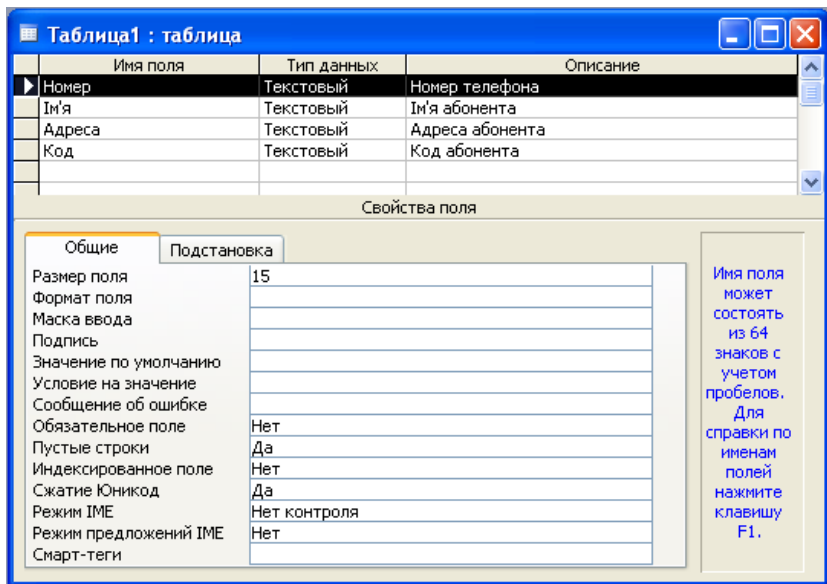 Таблица1 : таблица
Имя поля Тип данных Описание
Номер Текстовый Номер телефона
Ім'я Текстовый Ім'я абонента
Адреса Текстовый Адреса абонента
Код Текстовый Код абонента
Свойства поля
Общие Подстановка
Размер поля 15
Формат поля
Маска ввода
Подпись
Значение по умолчанию
Условие на значение
Сообщение об ошибке
Обязательное поле Нет
Пустые строки Да
Индексированное поле Нет
Сжатие Юникод Да
Режим IME Нет контроля
Режим предложений IME Нет
Смарт-теги
Имя поля
может
состоять
из 64
знаков с
учетом
пробелов.
Для
справки по
именам
полей
нажмите
клавишу
F1.